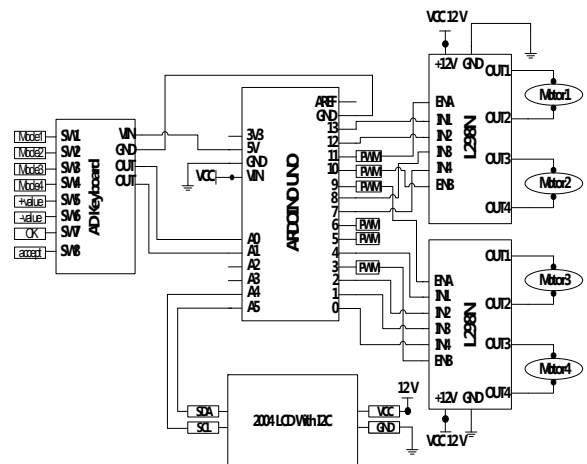 VCC 12 V
+12V GND
OUT1
Motor1
OUT2
OUT3
Motor2
OUT4
ENA
IN1
IN2
IN3
IN4
ENB
L298N
AREF
GND
13
12
11 PWM
10 PWM
9 PWM
8
7
6 PWM
5 PWM
4
3 PWM
2
1
0
ARDOINO UNO
3V3
5V
GND
VIN
VCC
A0
A1
A2
A3
A4
A5
Mode1 SW1
Mode2 SW2
Mode3 SW3
Mode4 SW4
+value SW5
-value SW6
OK SW7
accept SW8
AD Keyboard
VIN
GND
OUT
OUT
ENA
IN1
IN2
IN3
IN4
ENB
L298N
OUT1
Motor3
OUT2
OUT3
Motor4
OUT4
+12V GND
VCC 12 V
12 V
SDA
SCL
2004 LCD With I2C
VCC
GND